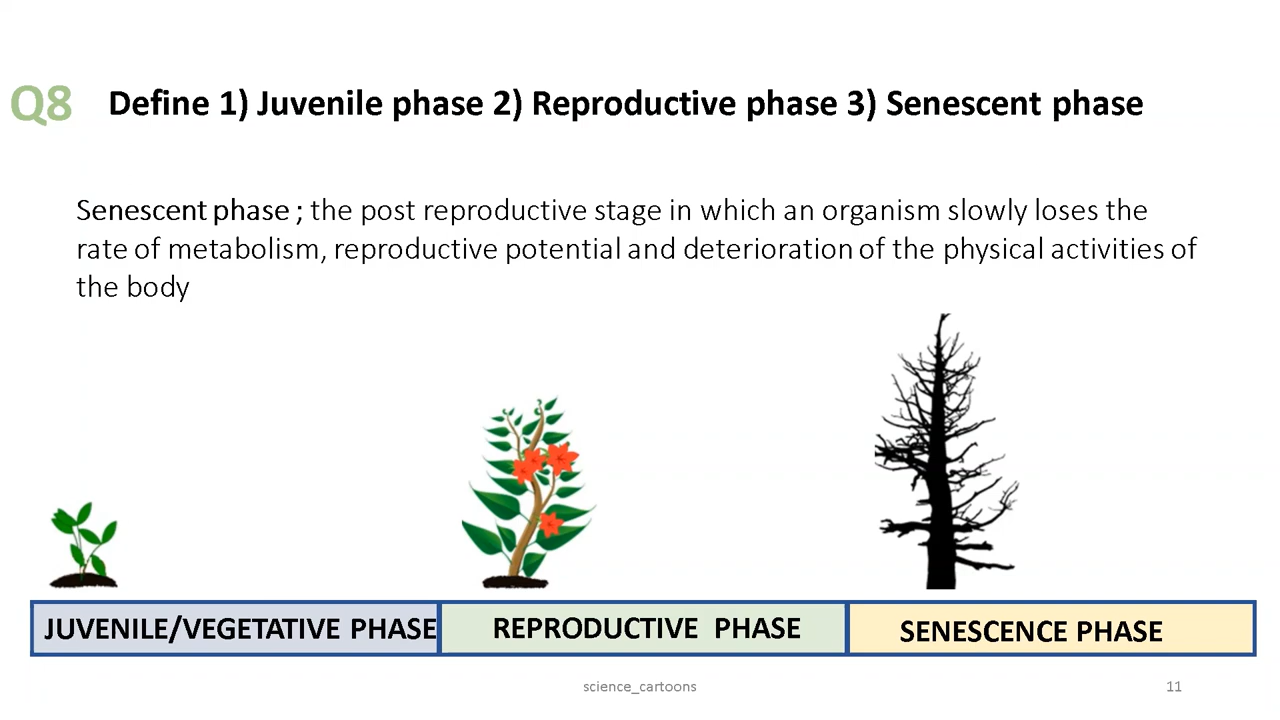 Q8 Define 1) Juvenile phase 2) Reproductive phase 3) Senescent phase
Senescent phase ; the post reproductive stage in which an organism slowly loses the
rate of metabolism, reproductive potential and deterioration of the physical activities of
the body
JUVENILE/VEGETATIVE PHASE
REPRODUCTIVE PHASE
SENESCENCE PHASE
science_cartoons
11